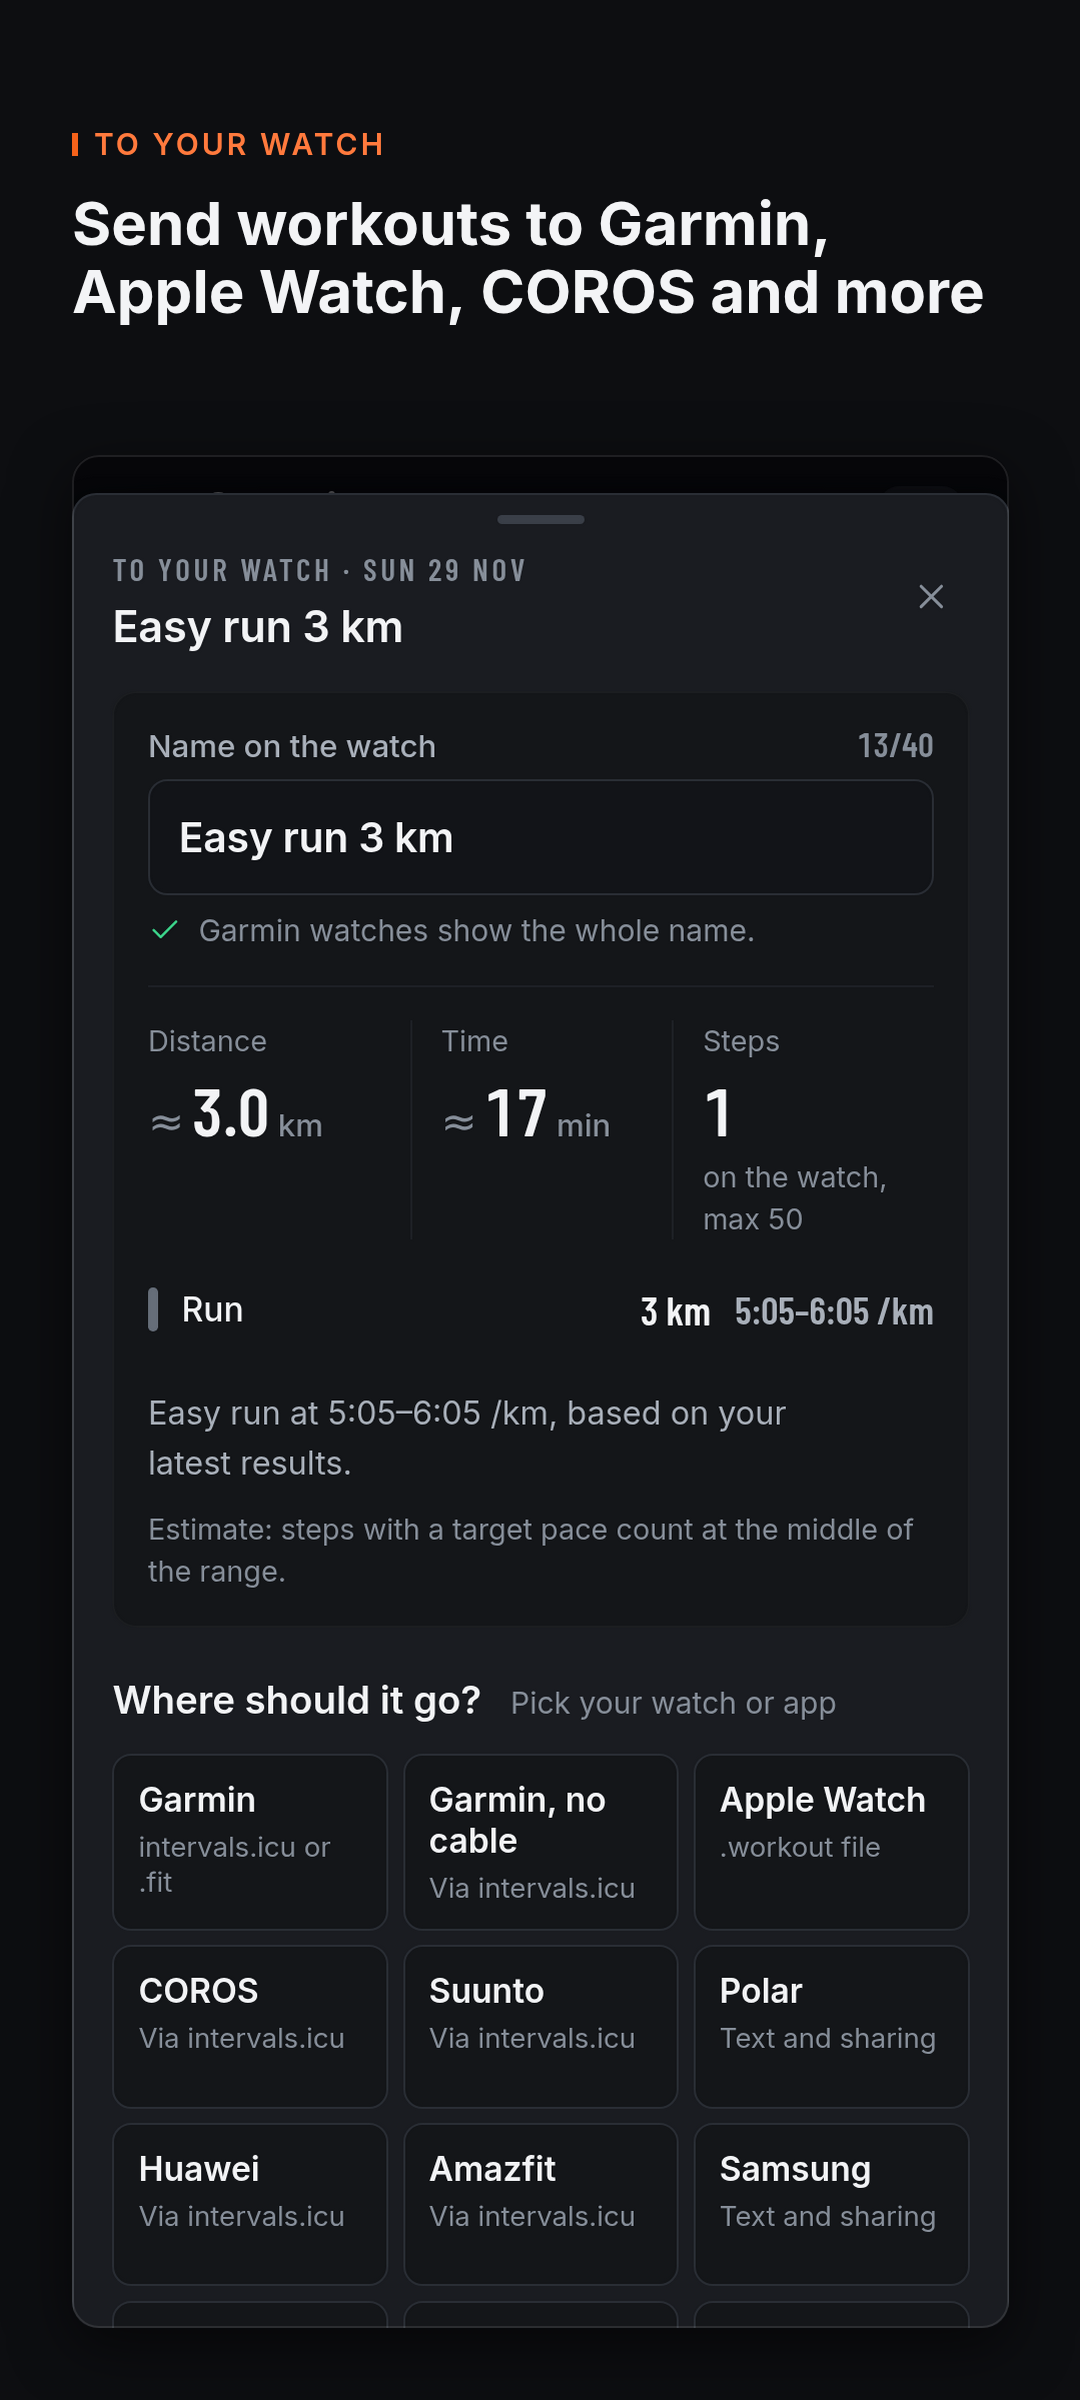 TO YOUR WATCH
Send workouts to Garmin,
Apple Watch, COROS and more
TO YOUR WATCH · SUN 29 NOV
Easy run 3 km
Name on the watch 13/40
Easy run 3 km
Garmin watches show the whole name.
Distance Time Steps
≈ 3.0 km ≈ 17 min 1
on the watch,
max 50
Run 3 km 5:05–6:05 /km
Easy run at 5:05–6:05 /km, based on your
latest results.
Estimate: steps with a target pace count at the middle of
the range.
Where should it go? Pick your watch or app
Garmin
intervals.icu or
.fit
Garmin, no
cable
Via intervals.icu
Apple Watch
.workout file
COROS
Via intervals.icu
Suunto
Via intervals.icu
Polar
Text and sharing
Huawei
Via intervals.icu
Amazfit
Via intervals.icu
Samsung
Text and sharing